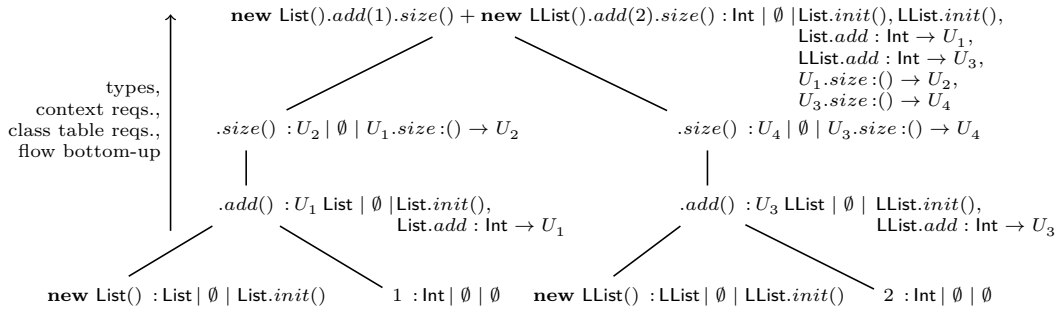 new List().add(1).size() + new LList().add(2).size() : Int | ∅ |List.init(), LList.init(),
List.add : Int → U₁,
LList.add : Int → U₃,
U₁.size :() → U₂,
U₃.size :() → U₄
types,
context reqs.,
class table reqs.,
flow bottom-up
.size() : U₂ | ∅ | U₁.size :() → U₂
.size() : U₄ | ∅ | U₃.size :() → U₄
.add() : U₁ List | ∅ |List.init(),
List.add : Int → U₁
.add() : U₃ LList | ∅ | LList.init(),
LList.add : Int → U₃
new List() : List | ∅ | List.init()
1 : Int | ∅ | ∅
new LList() : LList | ∅ | LList.init()
2 : Int | ∅ | ∅